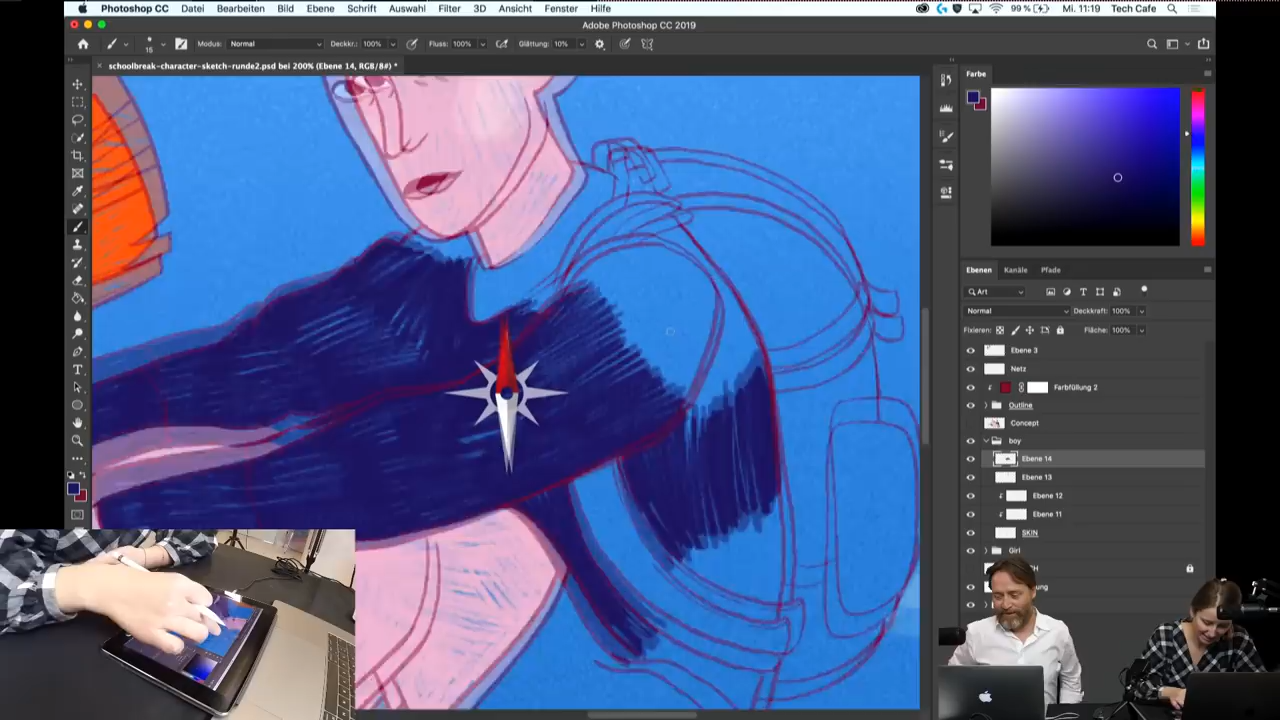 Photoshop CC Datei Bearbeiten Bild Ebene Schrift Auswahl Filter 3D Ansicht Fenster Hilfe 99 % Mi. 11:19 Tech Cafe
Adobe Photoshop CC 2019
15 Modus: Normal Deckkr.: 100% Fluss: 100% Glättung: 10%
× schoolbreak-character-sketch-runde2.psd bei 200% (Ebene 14, RGB/8#) *
Farbe
Ebenen Kanäle Pfade
Art
Normal Deckkraft: 100%
Fixieren: Fläche: 100%
Ebene 3
Netz
Farbfüllung 2
Outline
Concept
boy
Ebene 14
Ebene 13
Ebene 12
Ebene 11
SKIN
Girl